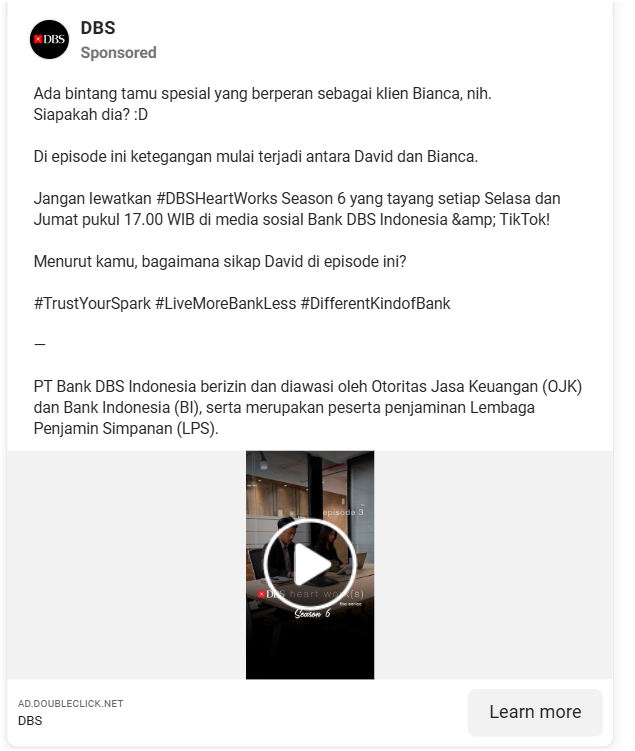 DBS
DBS
Sponsored
Ada bintang tamu spesial yang berperan sebagai klien Bianca, nih.
Siapakah dia? :D
Di episode ini ketegangan mulai terjadi antara David dan Bianca.
Jangan lewatkan #DBSHeartWorks Season 6 yang tayang setiap Selasa dan
Jumat pukul 17.00 WIB di media sosial Bank DBS Indonesia &amp; TikTok!
Menurut kamu, bagaimana sikap David di episode ini?
#TrustYourSpark #LiveMoreBankLess #DifferentKindofBank
—
PT Bank DBS Indonesia berizin dan diawasi oleh Otoritas Jasa Keuangan (OJK)
dan Bank Indonesia (BI), serta merupakan peserta penjaminan Lembaga
Penjamin Simpanan (LPS).
episode 3
DBS heart work(s)
the series
Season 6
AD.DOUBLECLICK.NET
DBS
Learn more